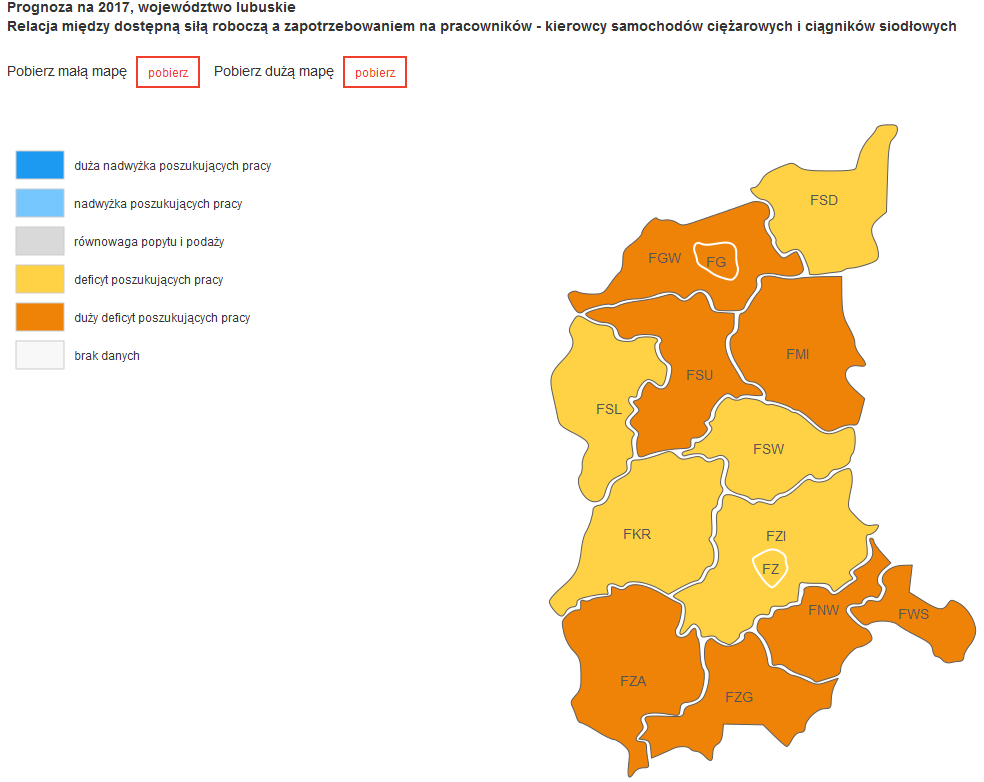 Prognoza na 2017, województwo lubuskie
Relacja między dostępną siłą roboczą a zapotrzebowaniem na pracowników - kierowcy samochodów ciężarowych i ciągników siodłowych
Pobierz małą mapę pobierz Pobierz dużą mapę pobierz
duża nadwyżka poszukujących pracy
nadwyżka poszukujących pracy
równowaga popytu i podaży
deficyt poszukujących pracy
duży deficyt poszukujących pracy
brak danych
FSD
FGW FG
FMI
FSU
FSL
FSW
FKR FZI
FZ
FNW FWS
FZA
FZG